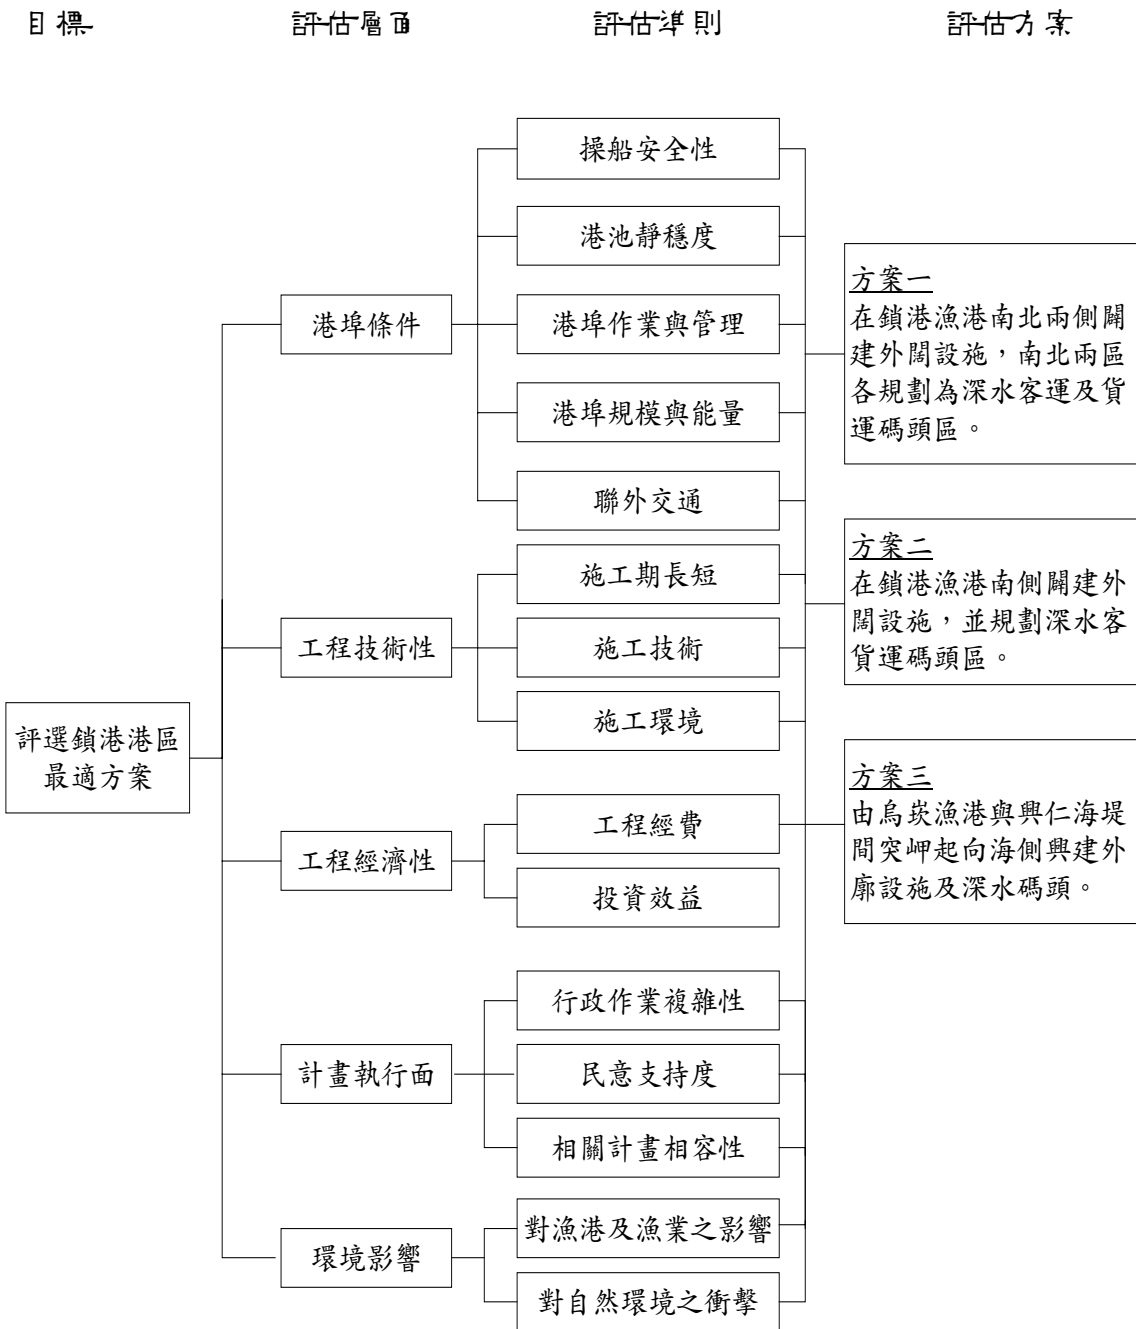 目標
評估層面
評估準則
評估方案
操船安全性
港池靜穩度
港埠條件
港埠作業與管理
港埠規模與能量
聯外交通
方案一
在鎖港漁港南北兩側闢
建外闊設施，南北兩區
各規劃為深水客運及貨
運碼頭區。
施工期長短
工程技術性
施工技術
施工環境
方案二
在鎖港漁港南側闢建外
闊設施，並規劃深水客
貨運碼頭區。
評選鎖港港區
最適方案
工程經費
工程經濟性
投資效益
方案三
由烏崁漁港與興仁海堤
間突岬起向海側興建外
廓設施及深水碼頭。
行政作業複雜性
計畫執行面
民意支持度
相關計畫相容性
對漁港及漁業之影響
環境影響
對自然環境之衝擊